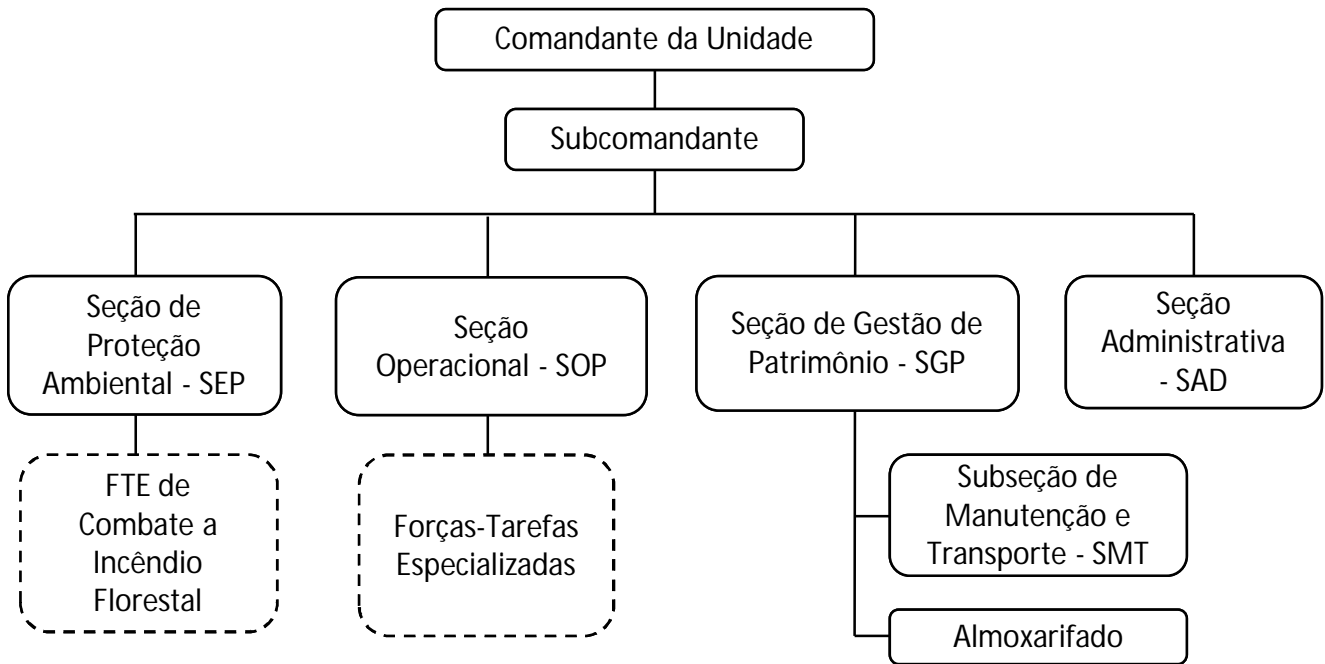 Comandante da Unidade
Subcomandante
Seção de
Proteção
Ambiental - SEP
Seção
Operacional - SOP
Seção de Gestão de
Patrimônio - SGP
Seção
Administrativa
- SAD
FTE de
Combate a
Incêndio
Florestal
Forças-Tarefas
Especializadas
Subseção de
Manutenção e
Transporte - SMT
Almoxarifado